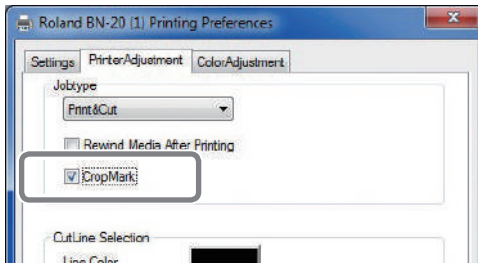 Roland BN-20 (1) Printing Preferences
Settings PrinterAdjustment ColorAdjustment
Jobtype
Print&Cut
Rewind Media After Printing
CropMark
CutLine Selection
Line Color